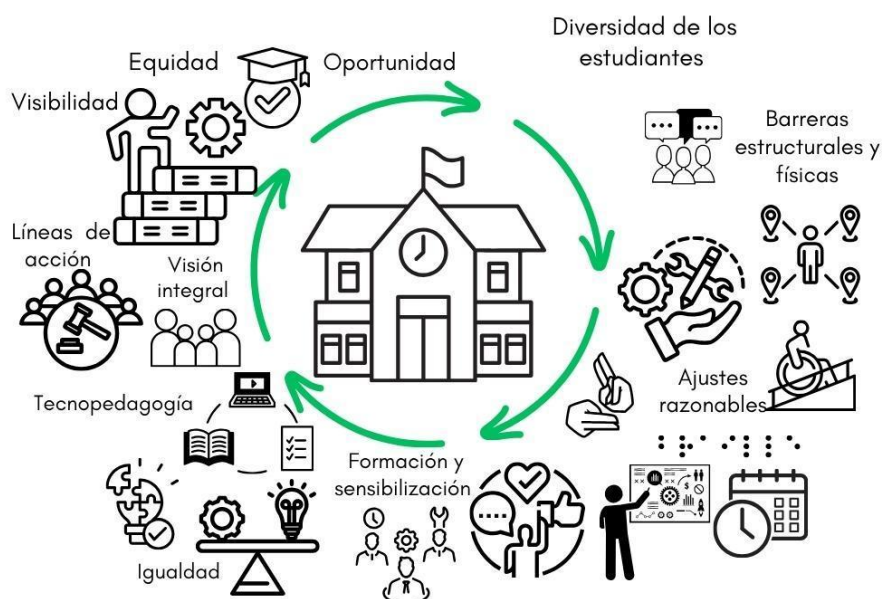 Diversidad de los
estudiantes
Equidad
Oportunidad
Visibilidad
Barreras
estructurales y
físicas
Líneas de
acción
Visión
integral
Ajustes
razonables
Tecnopedagogía
Formación y
sensibilización
Igualdad